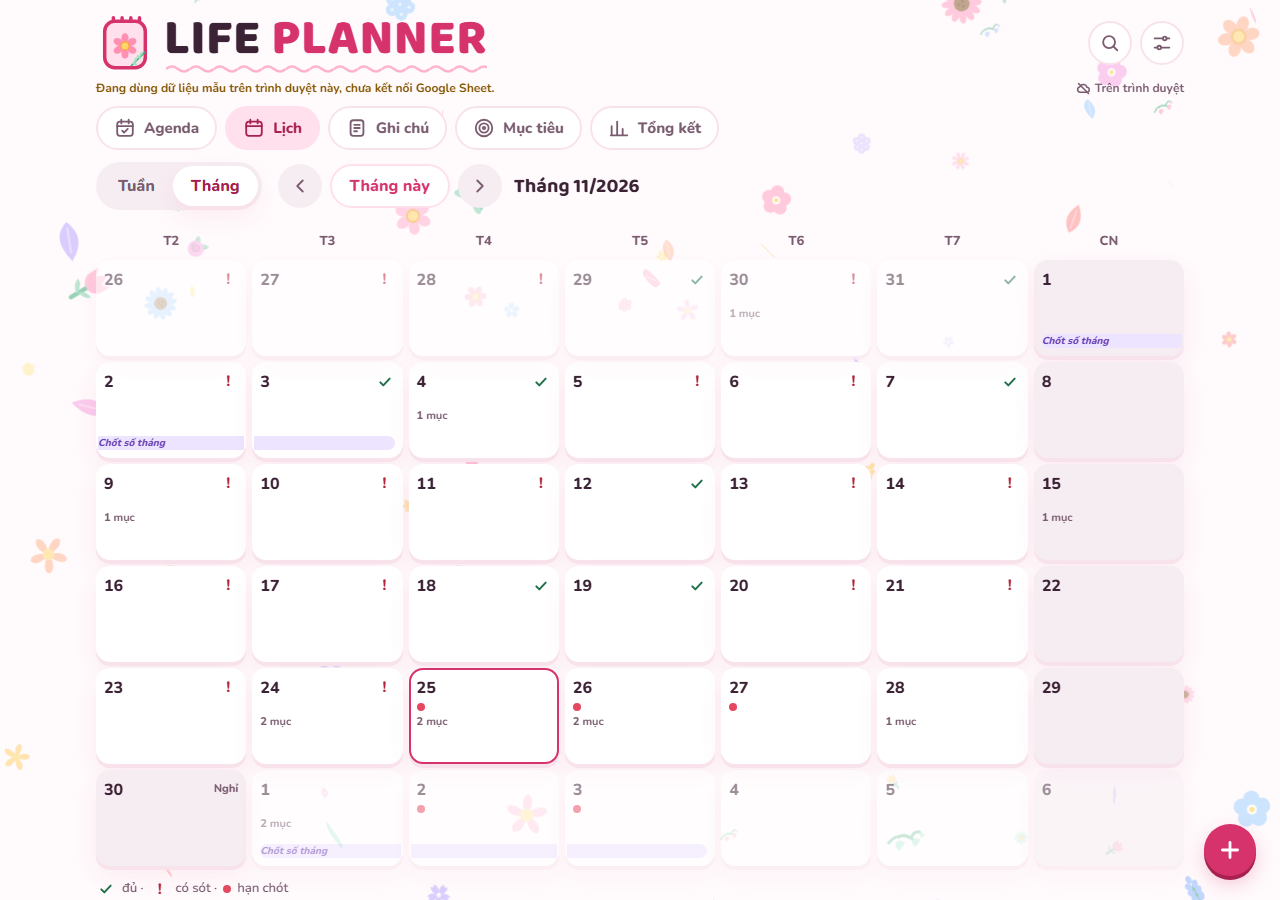 LIFE PLANNER
Đang dùng dữ liệu mẫu trên trình duyệt này, chưa kết nối Google Sheet.
Trên trình duyệt
Agenda
Lịch
Ghi chú
Mục tiêu
Tổng kết
Tuần
Tháng
Tháng này
Tháng 11/2026
T2 T3 T4 T5 T6 T7 CN
26 ! 27 ! 28 ! 29 30 ! 31 1
1 mục
Chốt số tháng
2 ! 3 4 5 ! 6 ! 7 8
1 mục
Chốt số tháng
9 ! 10 ! 11 ! 12 13 ! 14 ! 15
1 mục 1 mục
16 ! 17 ! 18 19 20 ! 21 ! 22
23 ! 24 ! 25 26 27 28 29
2 mục 2 mục 2 mục 1 mục
30 Nghỉ 1 2 3 4 5 6
2 mục
Chốt số tháng
đủ · ! có sót · hạn chót